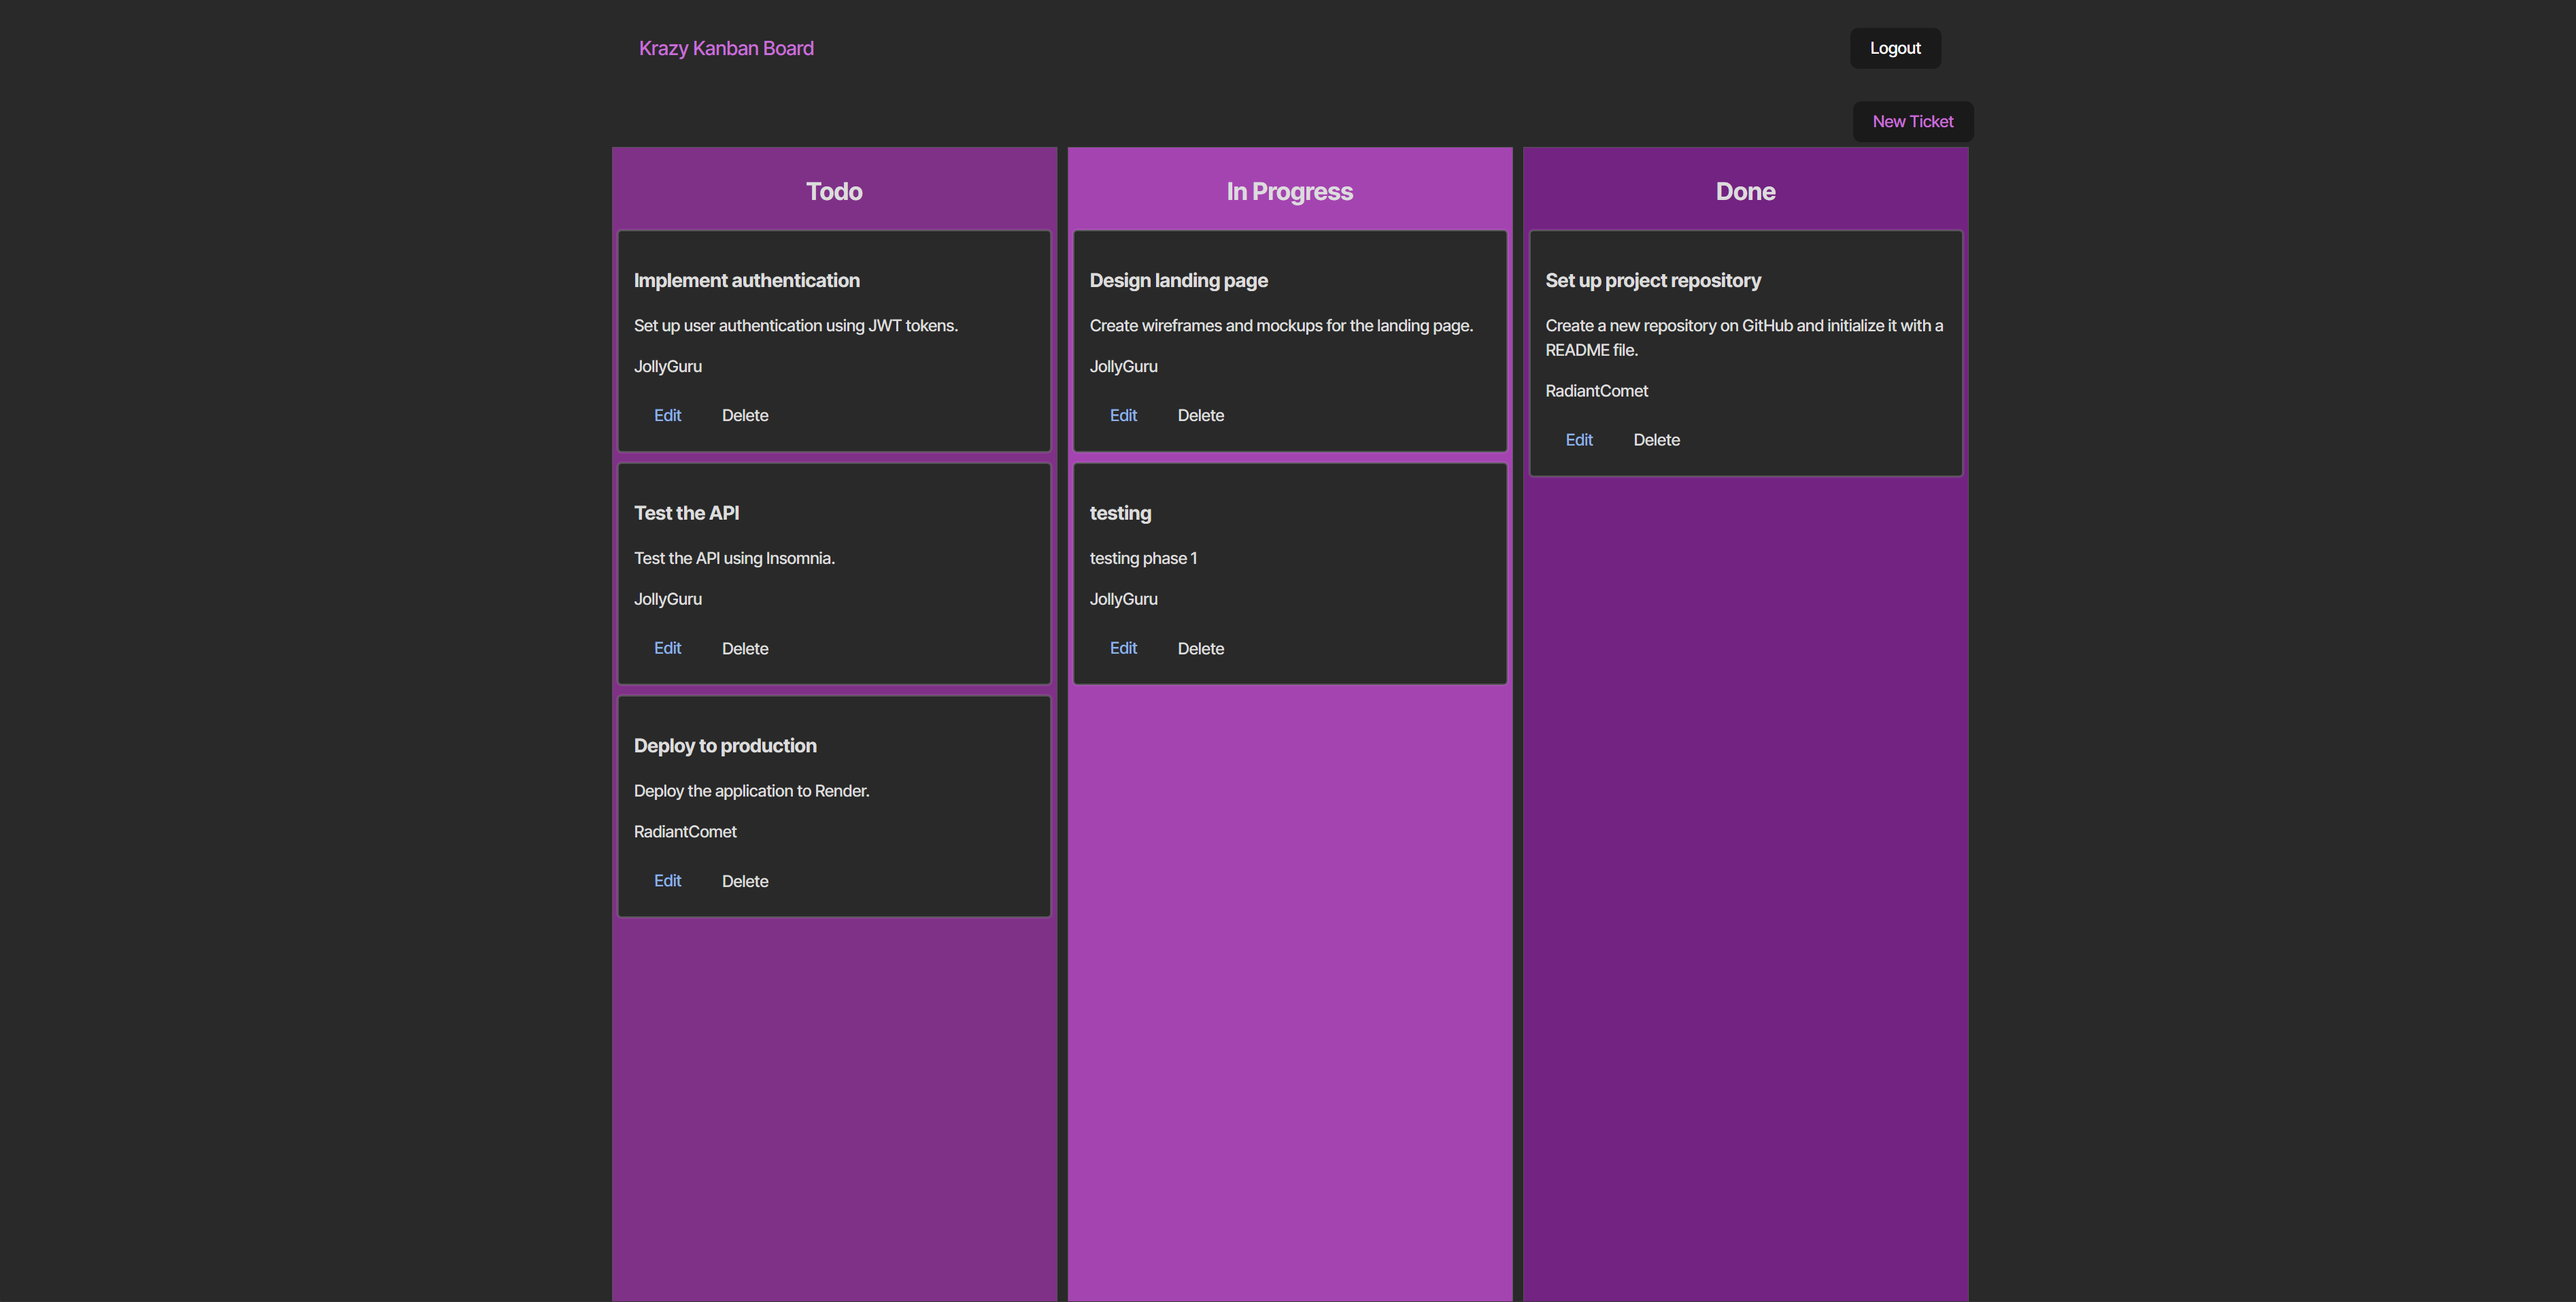 Krazy Kanban Board
Logout
New Ticket
Todo
Implement authentication
Set up user authentication using JWT tokens.
JollyGuru
Edit Delete
Test the API
Test the API using Insomnia.
JollyGuru
Edit Delete
Deploy to production
Deploy the application to Render.
RadiantComet
Edit Delete
In Progress
Design landing page
Create wireframes and mockups for the landing page.
JollyGuru
Edit Delete
testing
testing phase 1
JollyGuru
Edit Delete
Done
Set up project repository
Create a new repository on GitHub and initialize it with a
README file.
RadiantComet
Edit Delete